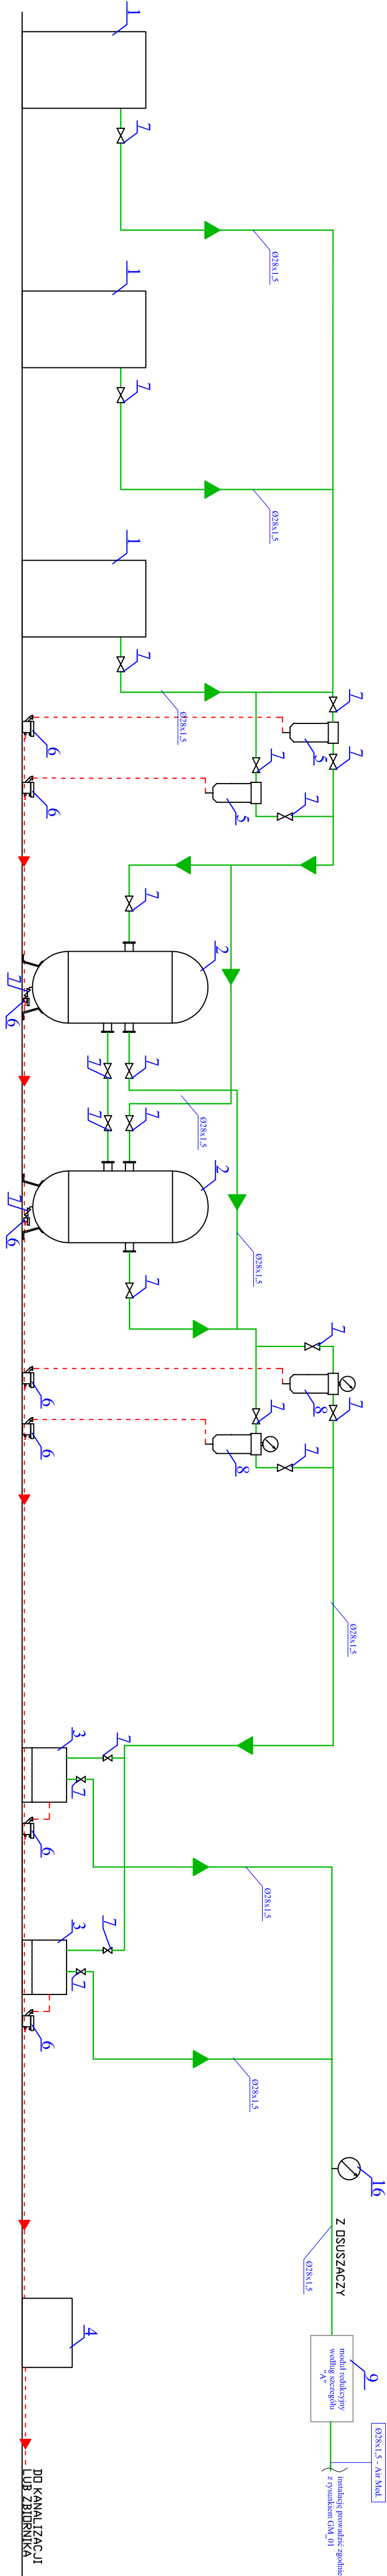 1
7
Ø28x1,5
1
7
Ø28x1,5
1
7
Ø28x1,5
7
5
7
7
5
7
6
6
7
2
7
6
7
7
7
7
Ø28x1,5
2
7
6
Ø28x1,5
7
7
8
7
7
8
7
6
6
Ø28x1,5
3
7
7
6
Ø28x1,5
3
7
7
6
Ø28x1,5
16
Z OSUSZACZY
Ø28x1,5
9
moduł redukcyjny
według szczegółu
"A"
Ø28x1,5 - Air Med.
instalację prowadzić zgodnie
z rysunkiem GM_01
4
DO KANALIZACJI
LUB ZBIORNIKA